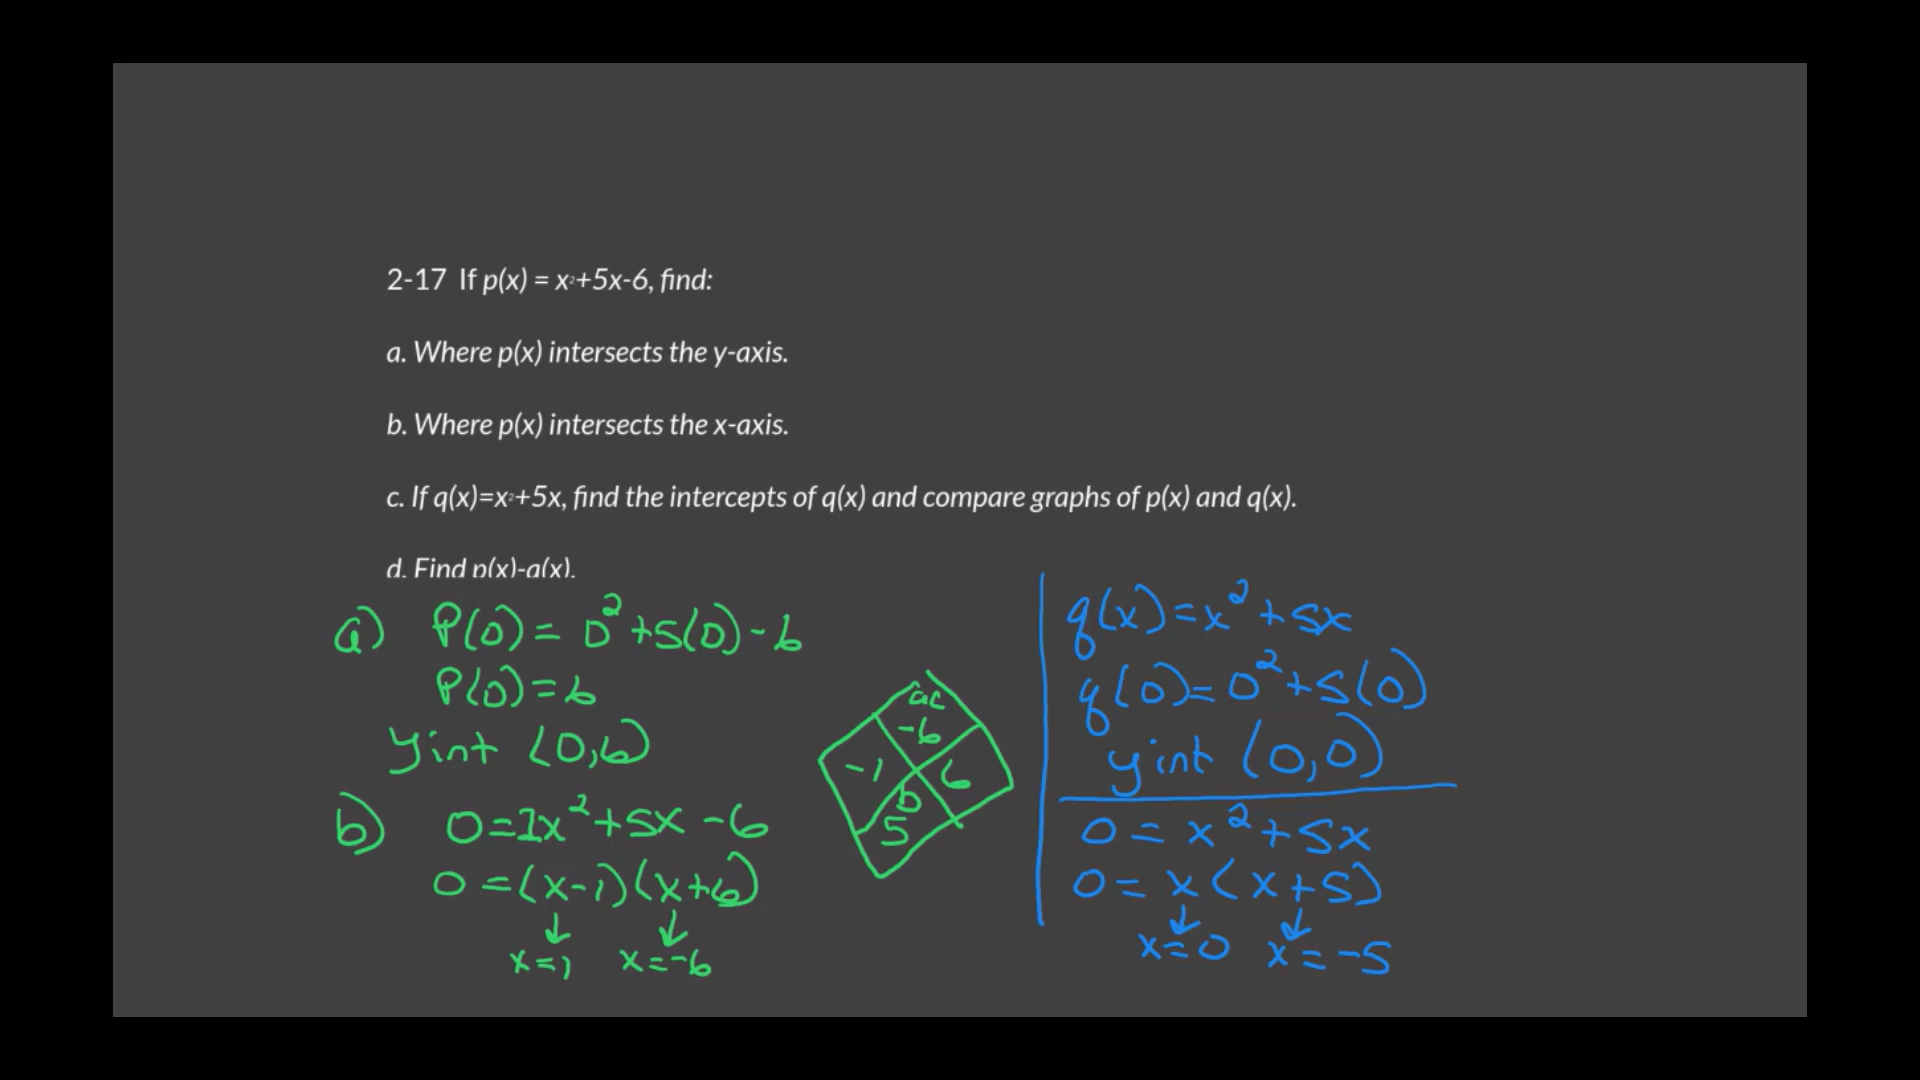 2-17 If p(x) = x²+5x-6, find:
a. Where p(x) intersects the y-axis.
b. Where p(x) intersects the x-axis.
c. If q(x)=x²+5x, find the intercepts of q(x) and compare graphs of p(x) and q(x).
d. Find p(x)-q(x).
a) P(0) = 0²+5(0)-6
P(0)=6
yint (0,6)
b) 0=1x²+5x-6
0=(x-1)(x+6)
↓ ↓
x=1 x=-6
ac
-6
-1 6
b
5
q(x)=x²+5x
q(0)=0²+5(0)
yint (0,0)
0=x²+5x
0=x(x+5)
↓ ↓
x=0 x=-5